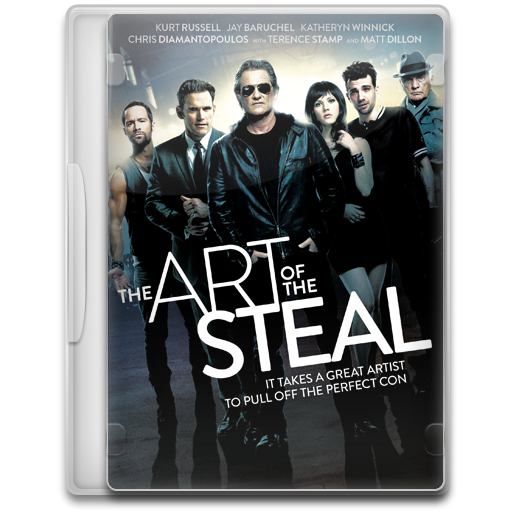 KURT RUSSELL JAY BARUCHEL KATHERYN WINNICK
CHRIS DIAMANTOPOULOS WITH TERENCE STAMP AND MATT DILLON
THE ART OF THE
STEAL
IT TAKES A GREAT ARTIST
TO PULL OFF THE PERFECT CON